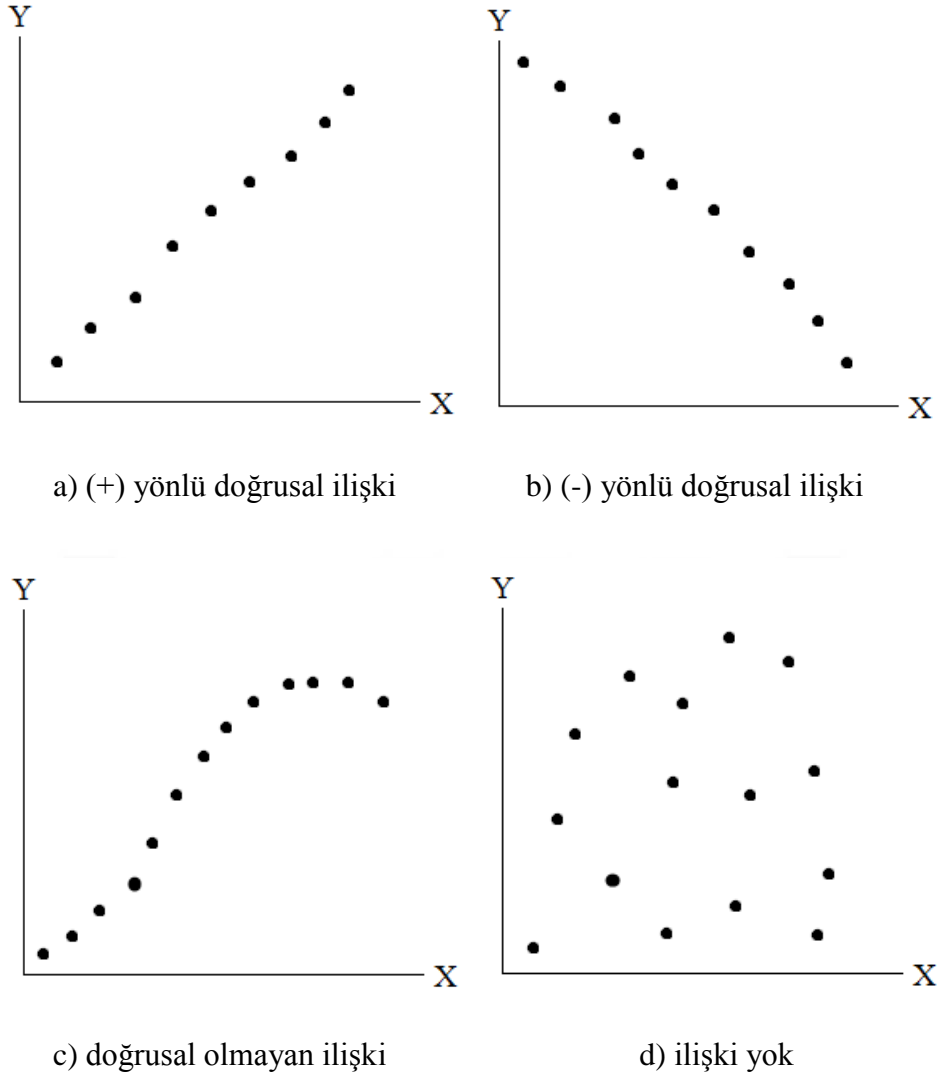 Y
Y
X
X
a) (+) yönlü doğrusal ilişki
b) (-) yönlü doğrusal ilişki
Y
Y
X
X
c) doğrusal olmayan ilişki
d) ilişki yok